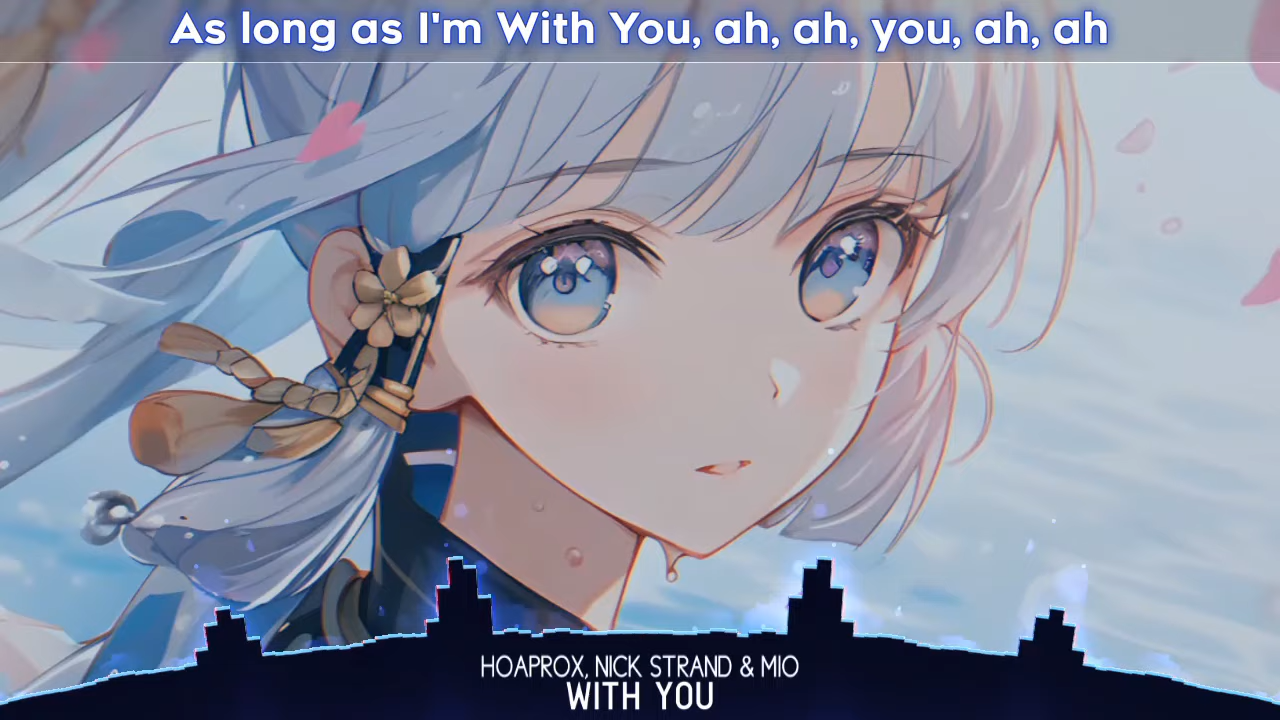 As long as I'm With You, ah, ah, you, ah, ah
HOAPROX, NICK STRAND & MIO
WITH YOU